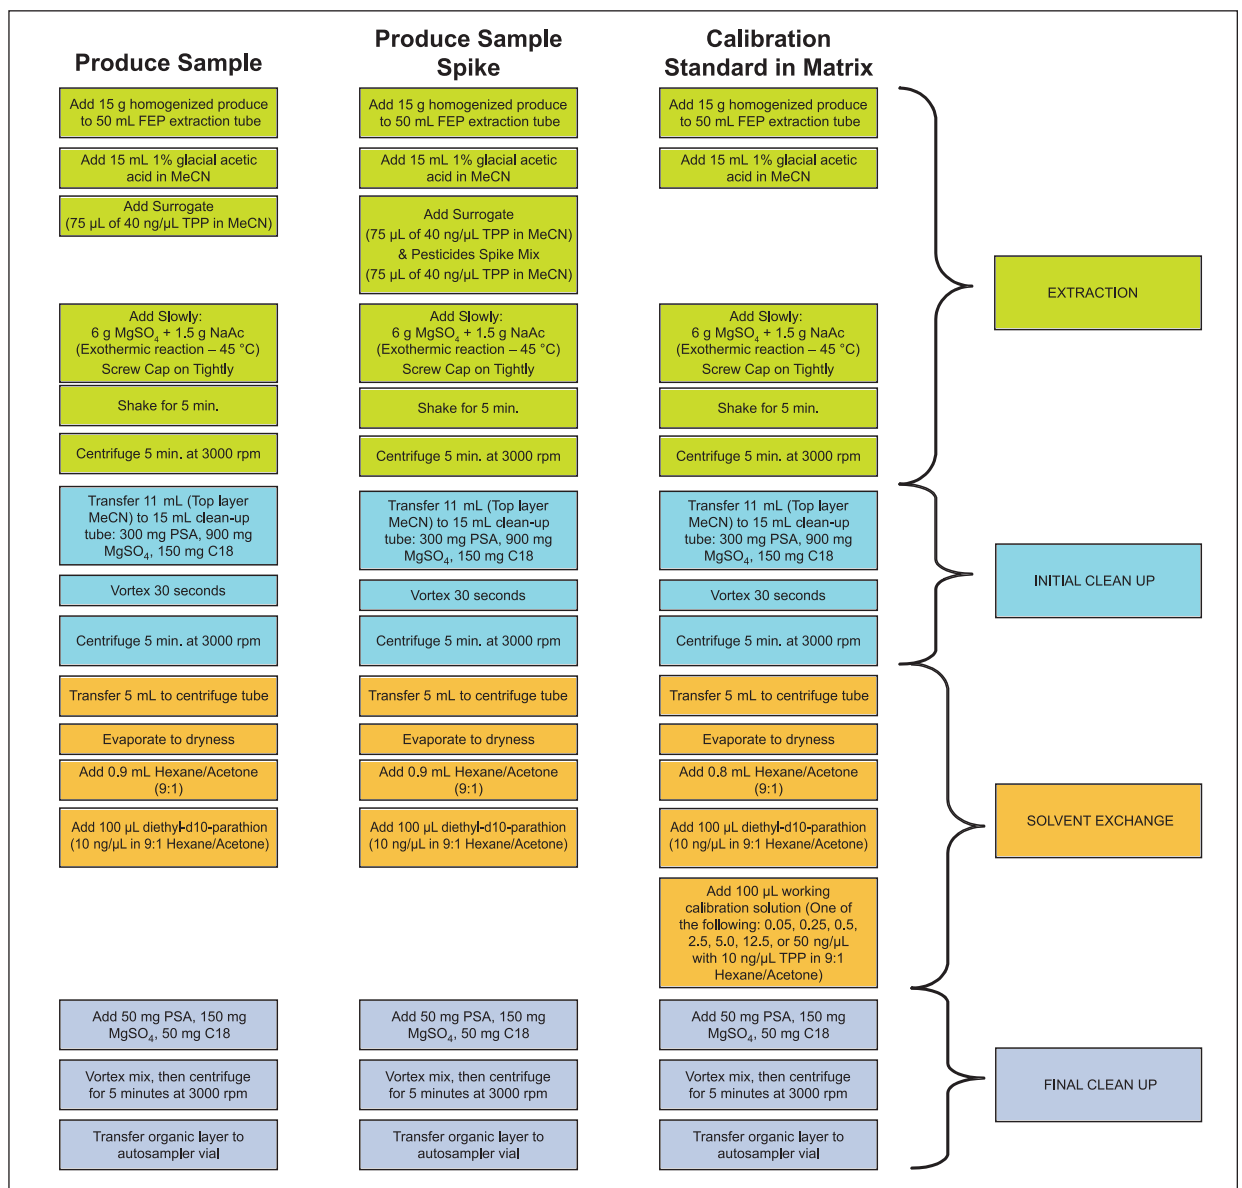 Produce Sample
Add 15 g homogenized produce
to 50 mL FEP extraction tube
Add 15 mL 1% glacial acetic
acid in MeCN
Add Surrogate
(75 µL of 40 ng/µL TPP in MeCN)
Add Slowly:
6 g MgSO₄ + 1.5 g NaAc
(Exothermic reaction – 45 °C)
Screw Cap on Tightly
Shake for 5 min.
Centrifuge 5 min. at 3000 rpm
Transfer 11 mL (Top layer
MeCN) to 15 mL clean-up
tube: 300 mg PSA, 900 mg
MgSO₄, 150 mg C18
Vortex 30 seconds
Centrifuge 5 min. at 3000 rpm
Transfer 5 mL to centrifuge tube
Evaporate to dryness
Add 0.9 mL Hexane/Acetone
(9:1)
Add 100 µL diethyl-d10-parathion
(10 ng/µL in 9:1 Hexane/Acetone)
Add 50 mg PSA, 150 mg
MgSO₄, 50 mg C18
Vortex mix, then centrifuge
for 5 minutes at 3000 rpm
Transfer organic layer to
autosampler vial
Produce Sample
Spike
Add 15 g homogenized produce
to 50 mL FEP extraction tube
Add 15 mL 1% glacial acetic
acid in MeCN
Add Surrogate
(75 µL of 40 ng/µL TPP in MeCN)
& Pesticides Spike Mix
(75 µL of 40 ng/µL TPP in MeCN)
Add Slowly:
6 g MgSO₄ + 1.5 g NaAc
(Exothermic reaction – 45 °C)
Screw Cap on Tightly
Shake for 5 min.
Centrifuge 5 min. at 3000 rpm
Transfer 11 mL (Top layer
MeCN) to 15 mL clean-up
tube: 300 mg PSA, 900 mg
MgSO₄, 150 mg C18
Vortex 30 seconds
Centrifuge 5 min. at 3000 rpm
Transfer 5 mL to centrifuge tube
Evaporate to dryness
Add 0.9 mL Hexane/Acetone
(9:1)
Add 100 µL diethyl-d10-parathion
(10 ng/µL in 9:1 Hexane/Acetone)
Add 50 mg PSA, 150 mg
MgSO₄, 50 mg C18
Vortex mix, then centrifuge
for 5 minutes at 3000 rpm
Transfer organic layer to
autosampler vial
Calibration
Standard in Matrix
Add 15 g homogenized produce
to 50 mL FEP extraction tube
Add 15 mL 1% glacial acetic
acid in MeCN
Add Slowly:
6 g MgSO₄ + 1.5 g NaAc
(Exothermic reaction – 45 °C)
Screw Cap on Tightly
Shake for 5 min.
Centrifuge 5 min. at 3000 rpm
Transfer 11 mL (Top layer
MeCN) to 15 mL clean-up
tube: 300 mg PSA, 900 mg
MgSO₄, 150 mg C18
Vortex 30 seconds
Centrifuge 5 min. at 3000 rpm
Transfer 5 mL to centrifuge tube
Evaporate to dryness
Add 0.8 mL Hexane/Acetone
(9:1)
Add 100 µL diethyl-d10-parathion
(10 ng/µL in 9:1 Hexane/Acetone)
Add 100 µL working
calibration solution (One of
the following: 0.05, 0.25, 0.5,
2.5, 5.0, 12.5, or 50 ng/µL
with 10 ng/µL TPP in 9:1
Hexane/Acetone)
Add 50 mg PSA, 150 mg
MgSO₄, 50 mg C18
Vortex mix, then centrifuge
for 5 minutes at 3000 rpm
Transfer organic layer to
autosampler vial
EXTRACTION
INITIAL CLEAN UP
SOLVENT EXCHANGE
FINAL CLEAN UP